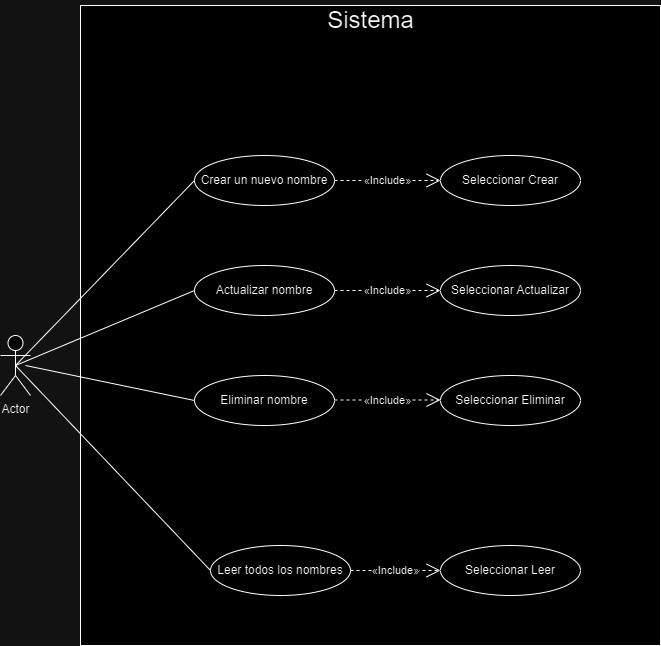 Sistema
Crear un nuevo nombre
«Include»
Seleccionar Crear
Actualizar nombre
«Include»
Seleccionar Actualizar
Actor
Eliminar nombre
«Include»
Seleccionar Eliminar
Leer todos los nombres
«Include»
Seleccionar Leer